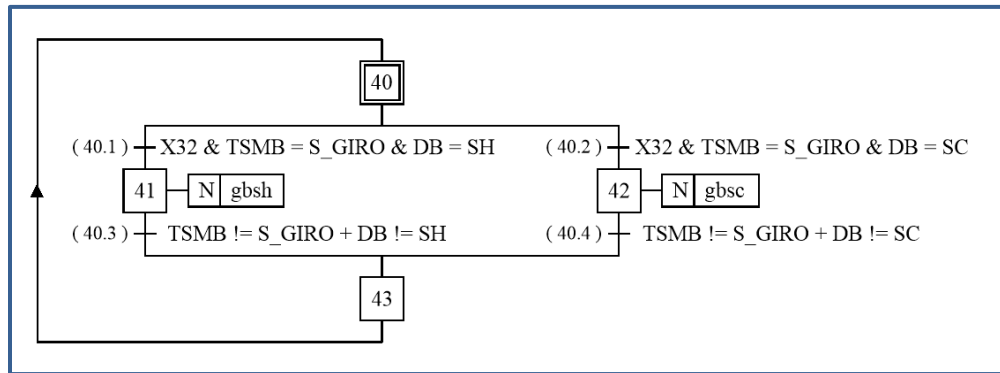 40
( 40.1 ) X32 & TSMB = S_GIRO & DB = SH
( 40.2 ) X32 & TSMB = S_GIRO & DB = SC
41 N gbsh
42 N gbsc
( 40.3 ) TSMB != S_GIRO + DB != SH
( 40.4 ) TSMB != S_GIRO + DB != SC
43